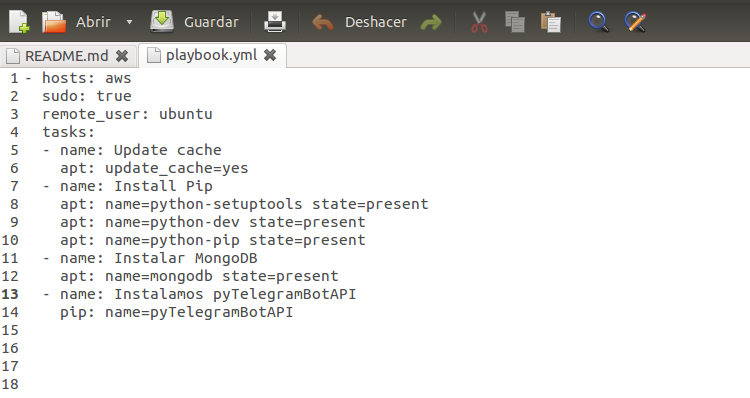 Abrir Guardar Deshacer
README.md playbook.yml
1 - hosts: aws
2   sudo: true
3   remote_user: ubuntu
4   tasks:
5   - name: Update cache
6     apt: update_cache=yes
7   - name: Install Pip
8     apt: name=python-setuptools state=present
9     apt: name=python-dev state=present
10     apt: name=python-pip state=present
11   - name: Instalar MongoDB
12     apt: name=mongodb state=present
13   - name: Instalamos pyTelegramBotAPI
14     pip: name=pyTelegramBotAPI
15
16
17
18